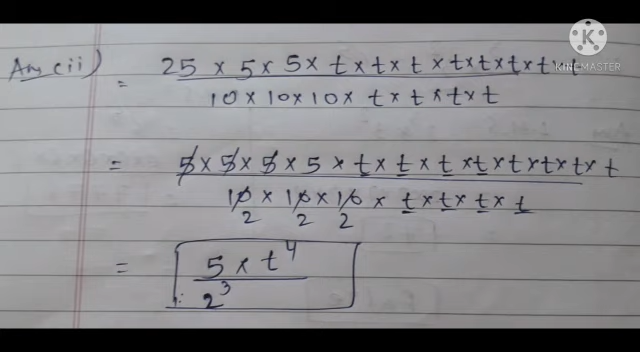 Ans (ii) = 25 × 5 × 5 × t × t × t × t × t × t × t
10 × 10 × 10 × t × t × t × t
= 5 × 5 × 5 × 5 × t × t × t × t × t × t × t × t
10 × 10 × 10 × t × t × t × t
2 2 2
= 5 × t⁴
2³
K
KINEMASTER